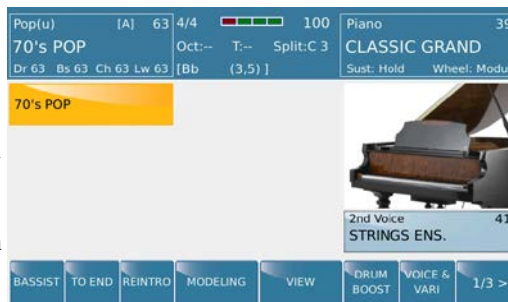 Pop(u) [A] 63 4/4 100 Piano 39
70's POP Oct:-- T:-- Split:C 3 CLASSIC GRAND
Dr 63 Bs 63 Ch 63 Lw 63 [Bb (3,5) ] Sust: Hold Wheel: Modu
70's POP
2nd Voice 41
STRINGS ENS.
BASSIST TO END REINTRO MODELING VIEW DRUM BOOST VOICE & VARI 1/3 >